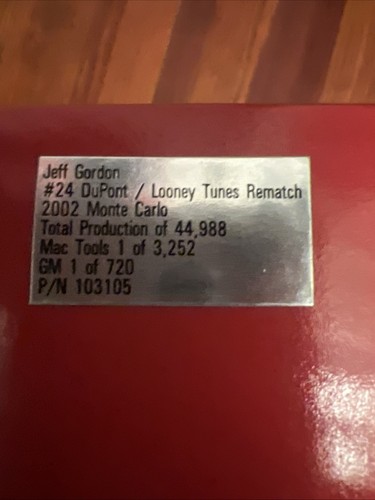 Jeff Gordon
#24 DuPont / Looney Tunes Rematch
2002 Monte Carlo
Total Production of 44,988
Mac Tools 1 of 3,252
GM 1 of 720
P/N 103105